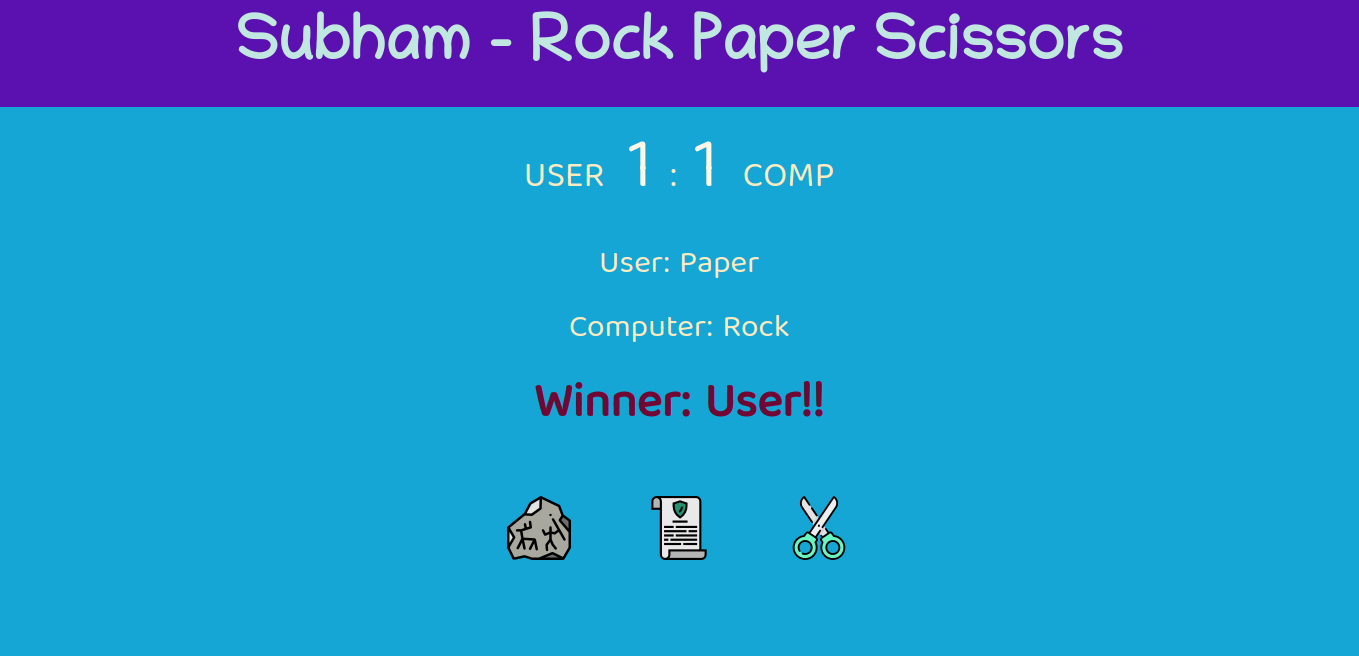 Subham - Rock Paper Scissors
USER 1 : 1 COMP
User: Paper
Computer: Rock
Winner: User!!